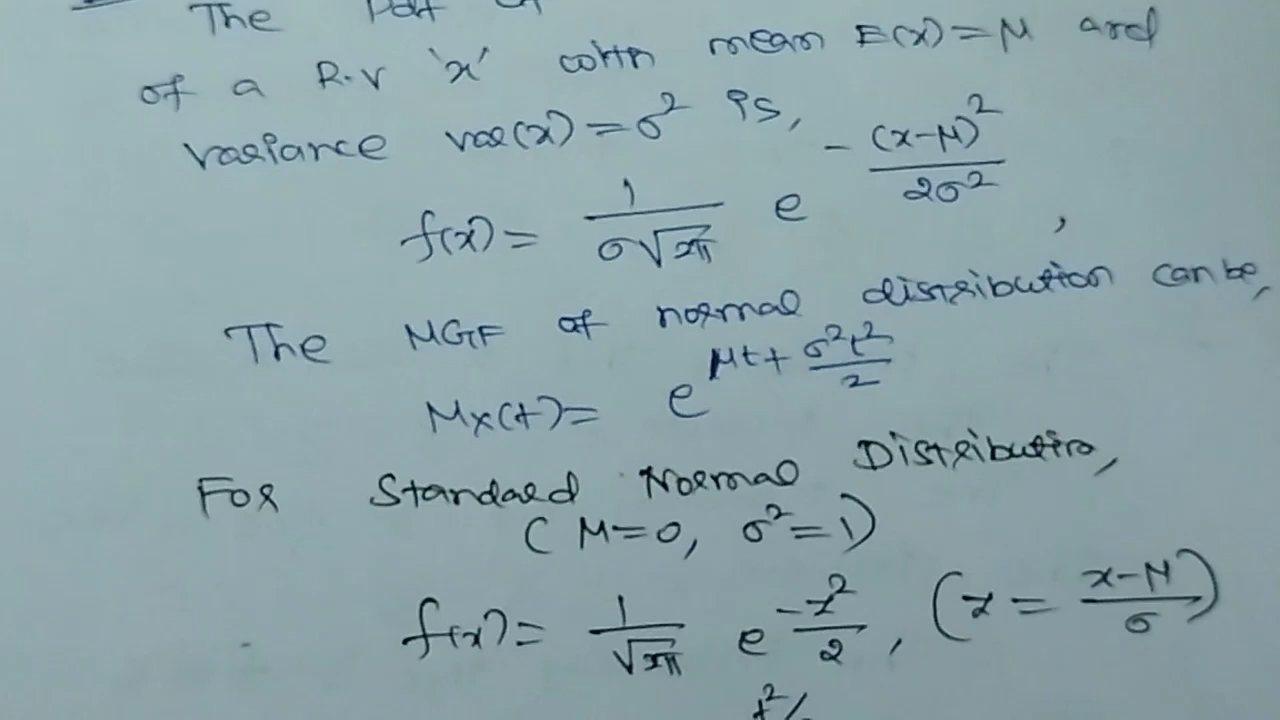 The
of a R.V 'x' with mean E(x)=μ and
variance var(x)=σ² is,
f(x)= 1/(σ√2π) e^(-(x-μ)²/2σ²),
The MGF of normal distribution can be,
Mx(t)= e^(μt+σ²t²/2)
For Standard Normal Distribution,
(μ=0, σ²=1)
f(x)= 1/√2π e^(-z²/2), (z = (x-μ)/σ)